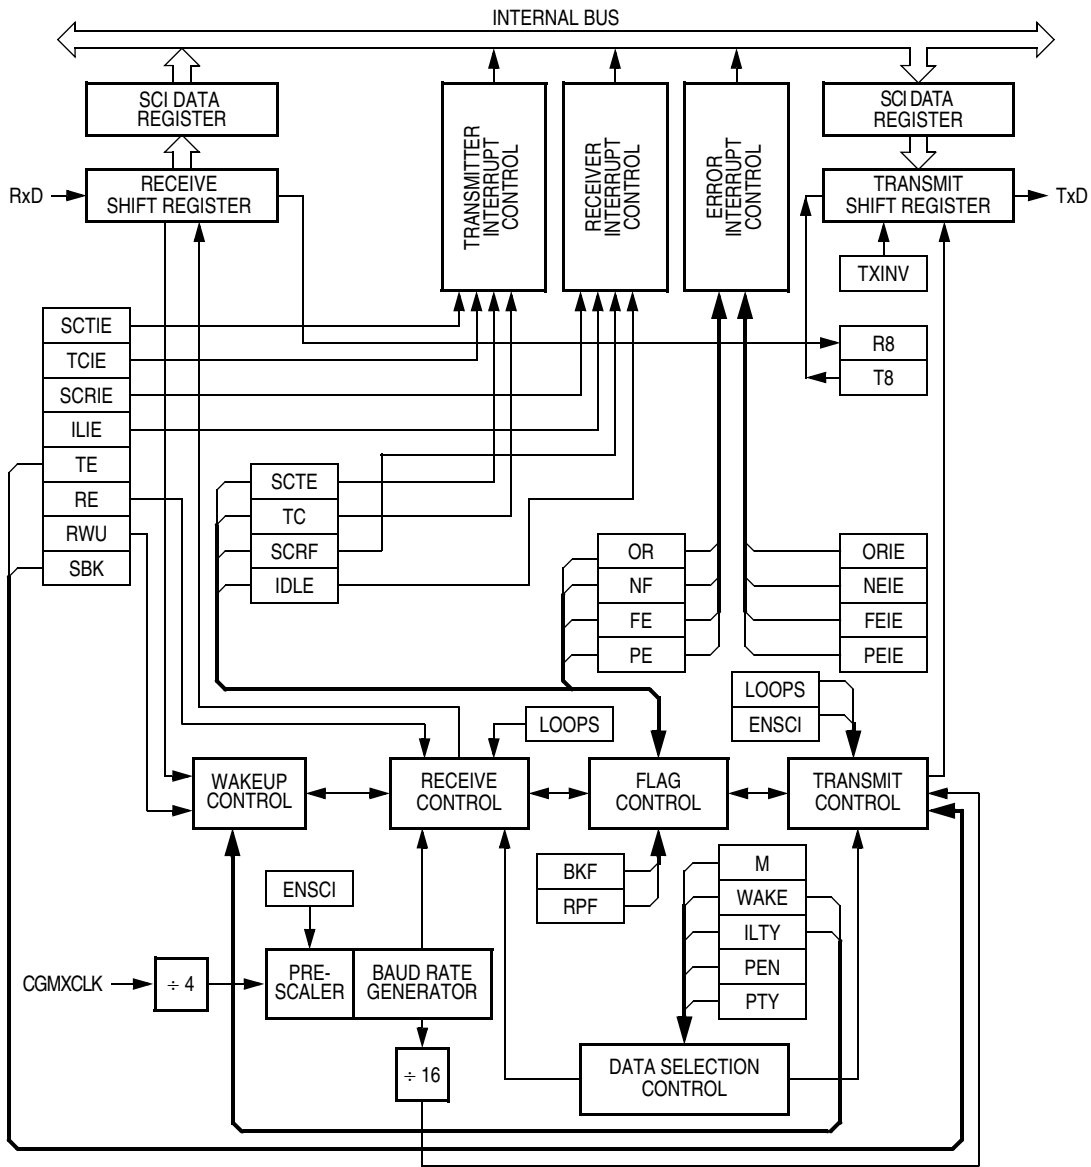 INTERNAL BUS
SCI DATA
REGISTER
SCI DATA
REGISTER
TRANSMITTER
INTERRUPT
CONTROL
RECEIVER
INTERRUPT
CONTROL
ERROR
INTERRUPT
CONTROL
RxD
RECEIVE
SHIFT REGISTER
TRANSMIT
SHIFT REGISTER
TxD
TXINV
SCTIE
TCIE
SCRIE
ILIE
TE
RE
RWU
SBK
R8
T8
SCTE
TC
SCRF
IDLE
OR
NF
FE
PE
ORIE
NEIE
FEIE
PEIE
LOOPS
ENSCI
LOOPS
WAKEUP
CONTROL
RECEIVE
CONTROL
FLAG
CONTROL
TRANSMIT
CONTROL
BKF
RPF
M
WAKE
ILTY
PEN
PTY
ENSCI
CGMXCLK
÷ 4
PRE-
SCALER
BAUD RATE
GENERATOR
÷ 16
DATA SELECTION
CONTROL